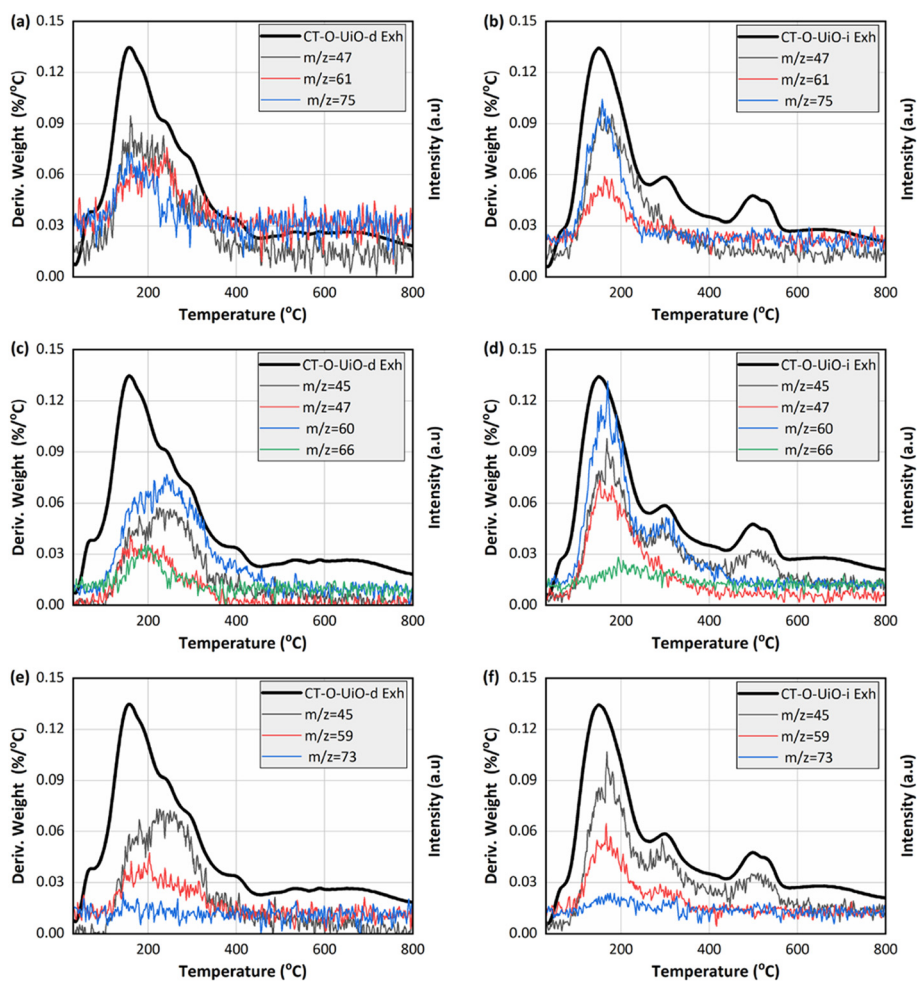 (a)
0.15
0.12
0.09
0.06
0.03
0.00
Deriv. Weight (%/°C)
CT-O-UiO-d Exh
m/z=47
m/z=61
m/z=75
Intensity (a.u)
200 400 600 800
Temperature (°C)
(b)
0.15
0.12
0.09
0.06
0.03
0.00
Deriv. Weight (%/°C)
CT-O-UiO-i Exh
m/z=47
m/z=61
m/z=75
Intensity (a.u)
200 400 600 800
Temperature (°C)
(c)
0.15
0.12
0.09
0.06
0.03
0.00
Deriv. Weight (%/°C)
CT-O-UiO-d Exh
m/z=45
m/z=47
m/z=60
m/z=66
Intensity (a.u)
200 400 600 800
Temperature (°C)
(d)
0.15
0.12
0.09
0.06
0.03
0.00
Deriv. Weight (%/°C)
CT-O-UiO-i Exh
m/z=45
m/z=47
m/z=60
m/z=66
Intensity (a.u)
200 400 600 800
Temperature (°C)
(e)
0.15
0.12
0.09
0.06
0.03
0.00
Deriv. Weight (%/°C)
CT-O-UiO-d Exh
m/z=45
m/z=59
m/z=73
Intensity (a.u)
200 400 600 800
Temperature (°C)
(f)
0.15
0.12
0.09
0.06
0.03
0.00
Deriv. Weight (%/°C)
CT-O-UiO-i Exh
m/z=45
m/z=59
m/z=73
Intensity (a.u)
200 400 600 800
Temperature (°C)